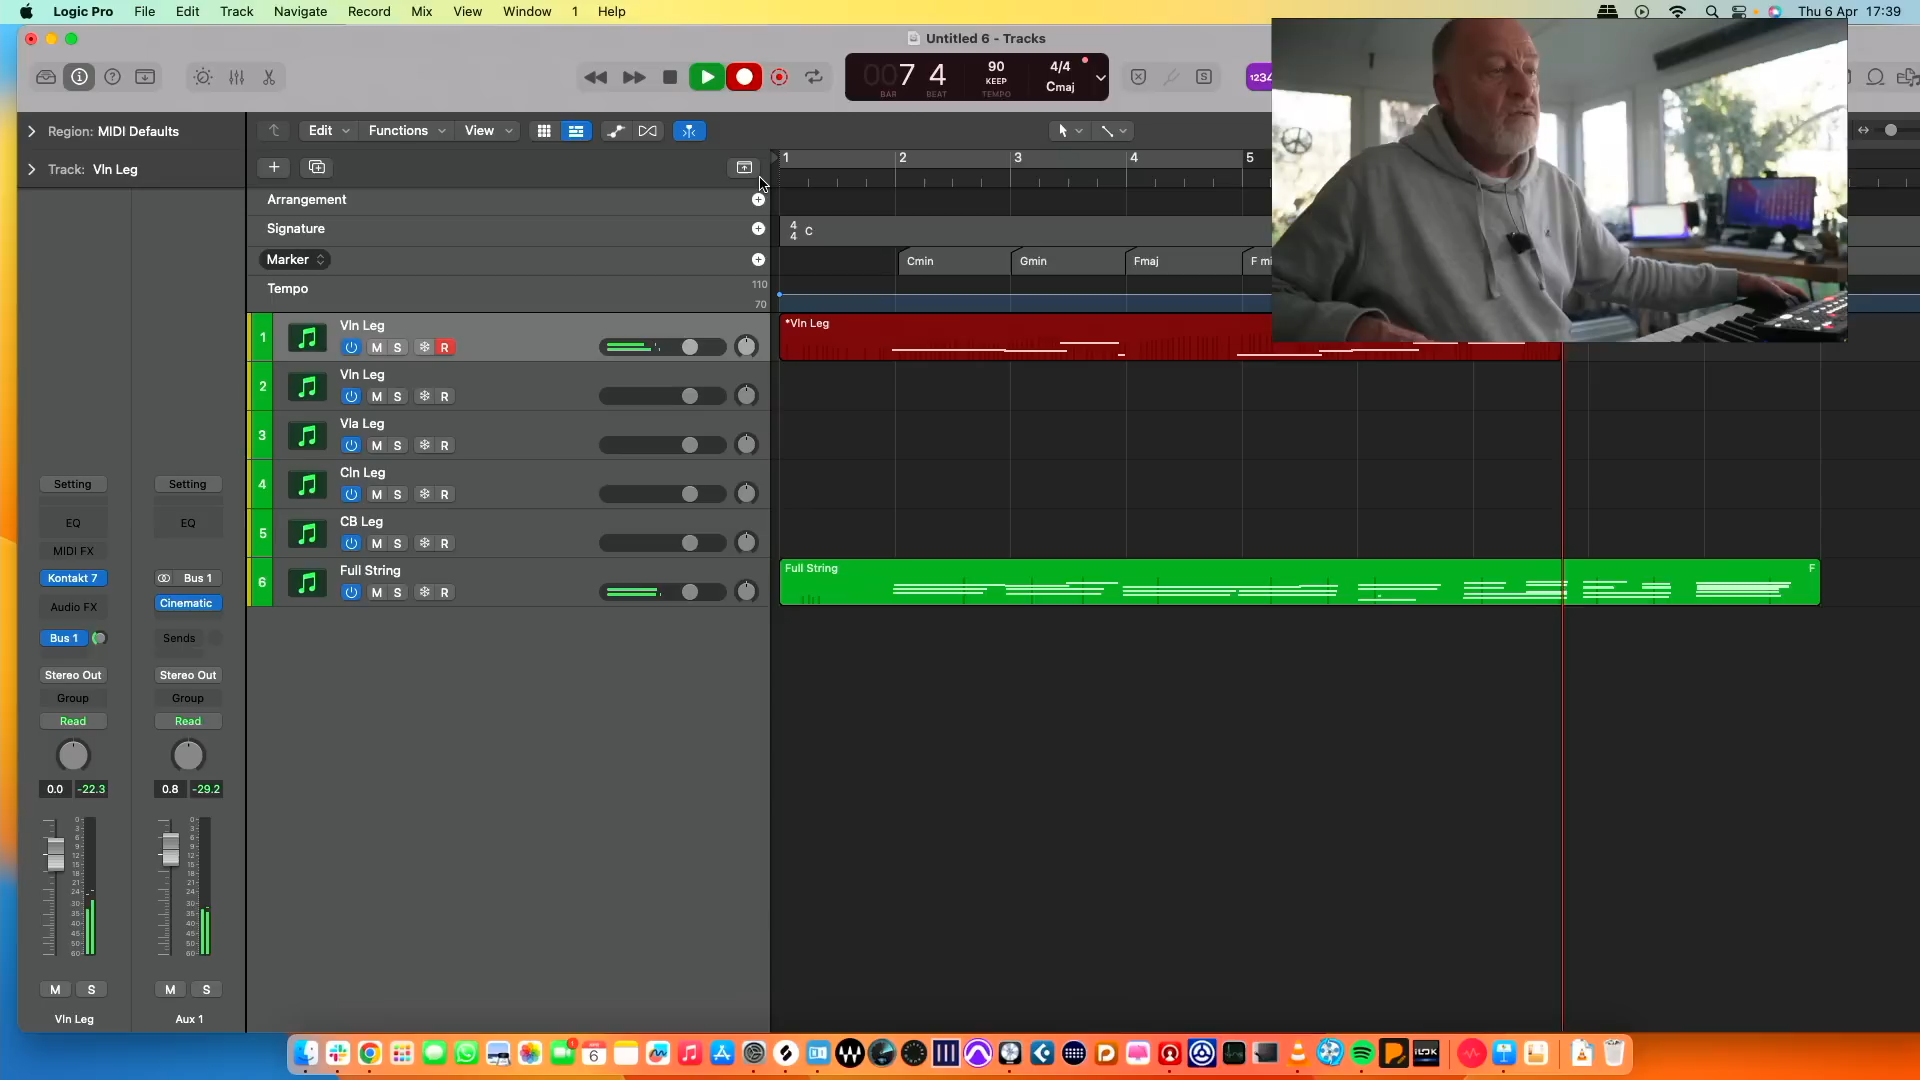 Logic Pro File Edit Track Navigate Record Mix View Window 1 Help Thu 6 Apr 17:39
Untitled 6 - Tracks
007 4 90 4/4
KEEP Cmaj
BAR BEAT TEMPO
S
1234
Region: MIDI Defaults
Edit Functions View
Track: Vln Leg
1 2 3 4 5
Arrangement
Signature
4/4 C
Marker
Cmin Gmin Fmaj F mi
Tempo
110
70
1 Vln Leg
M S R
*Vln Leg
2 Vln Leg
M S R
3 Vla Leg
M S R
4 Cln Leg
M S R
5 CB Leg
M S R
6 Full String
M S R
Full String F
Setting Setting
EQ EQ
MIDI FX
Kontakt 7 Bus 1
Audio FX Cinematic
Bus 1 Sends
Stereo Out Stereo Out
Group Group
Read Read
0.0 -22.3 0.8 -29.2
M S M S
Vln Leg Aux 1